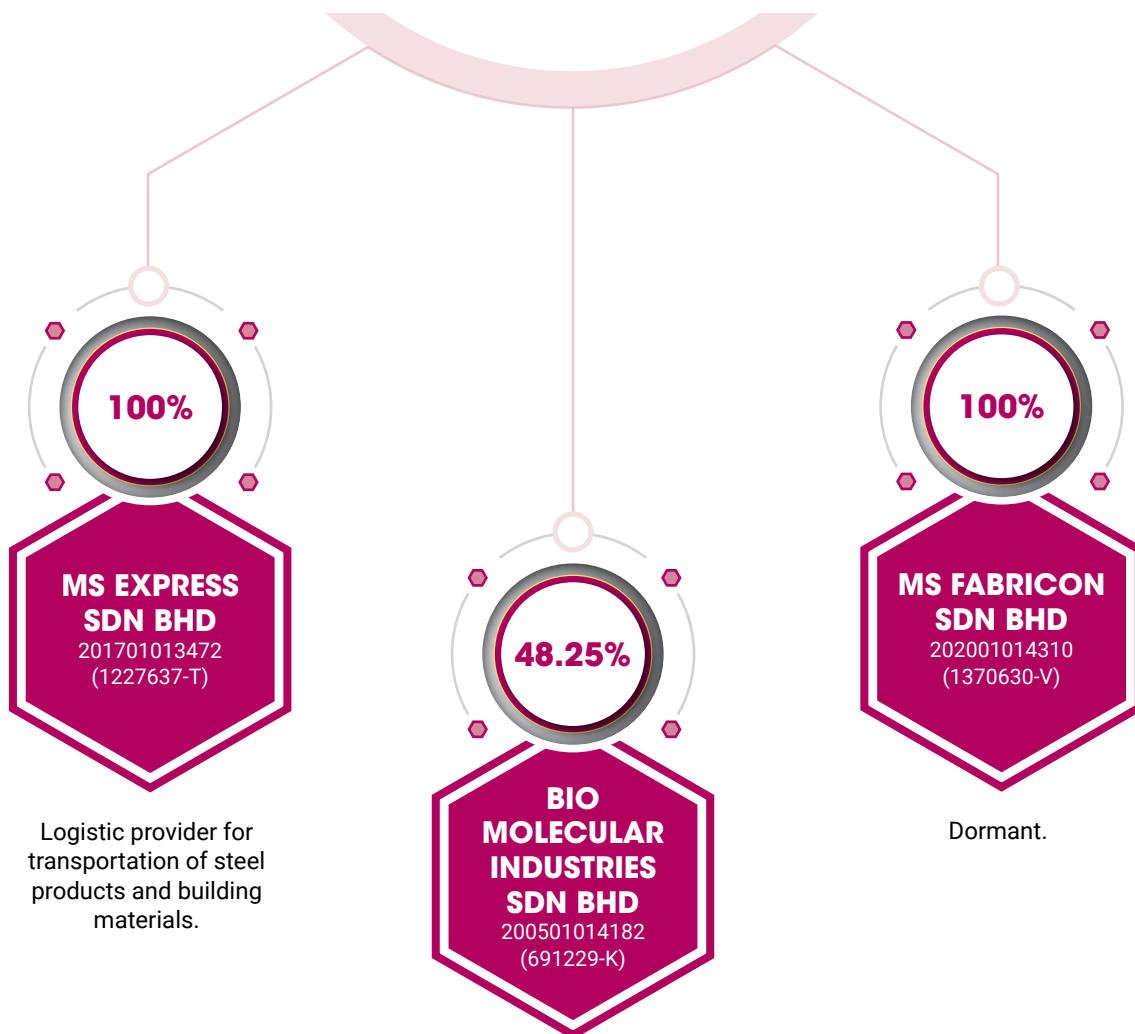 100%
MS EXPRESS
SDN BHD
201701013472
(1227637-T)
Logistic provider for
transportation of steel
products and building
materials.
48.25%
BIO
MOLECULAR
INDUSTRIES
SDN BHD
200501014182
(691229-K)
100%
MS FABRICON
SDN BHD
202001014310
(1370630-V)
Dormant.